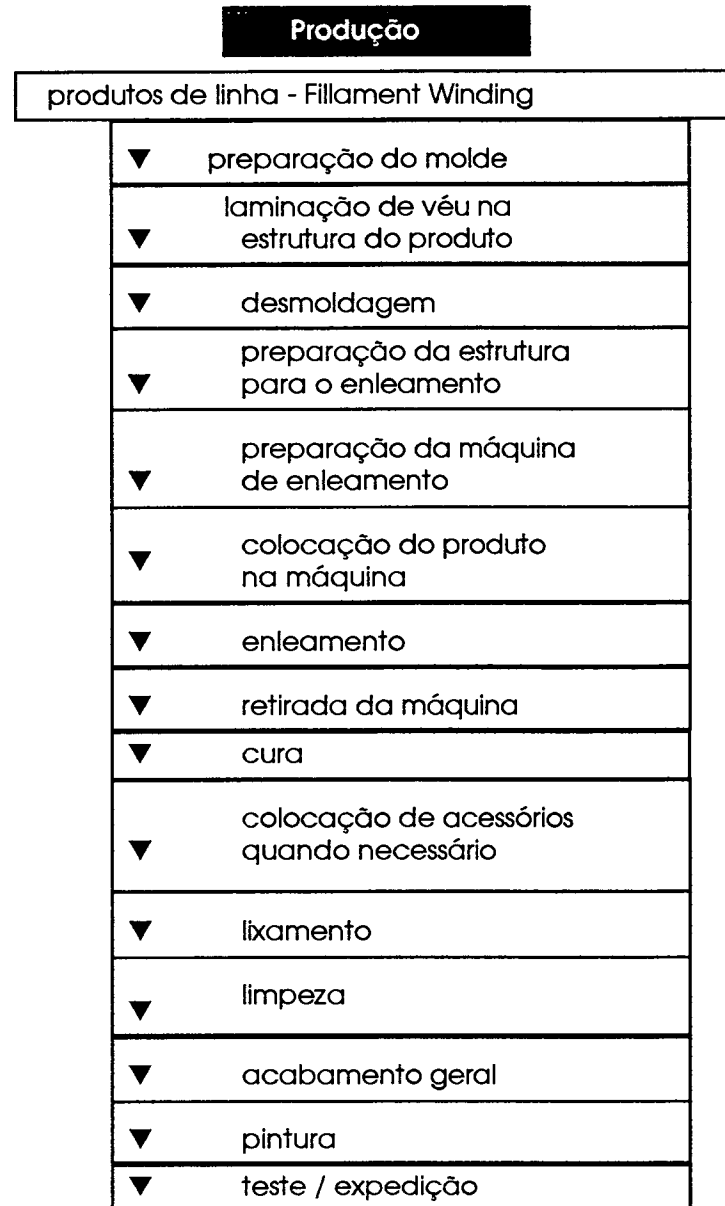 Produção
produtos de linha - Fillament Winding
▼ preparação do molde
laminação de véu na
▼ estrutura do produto
▼ desmoldagem
preparação da estrutura
▼ para o enleamento
preparação da máquina
▼ de enleamento
▼ colocação do produto
na máquina
▼ enleamento
▼ retirada da máquina
▼ cura
colocação de acessórios
▼ quando necessário
▼ lixamento
▼ limpeza
▼ acabamento geral
▼ pintura
▼ teste / expedição